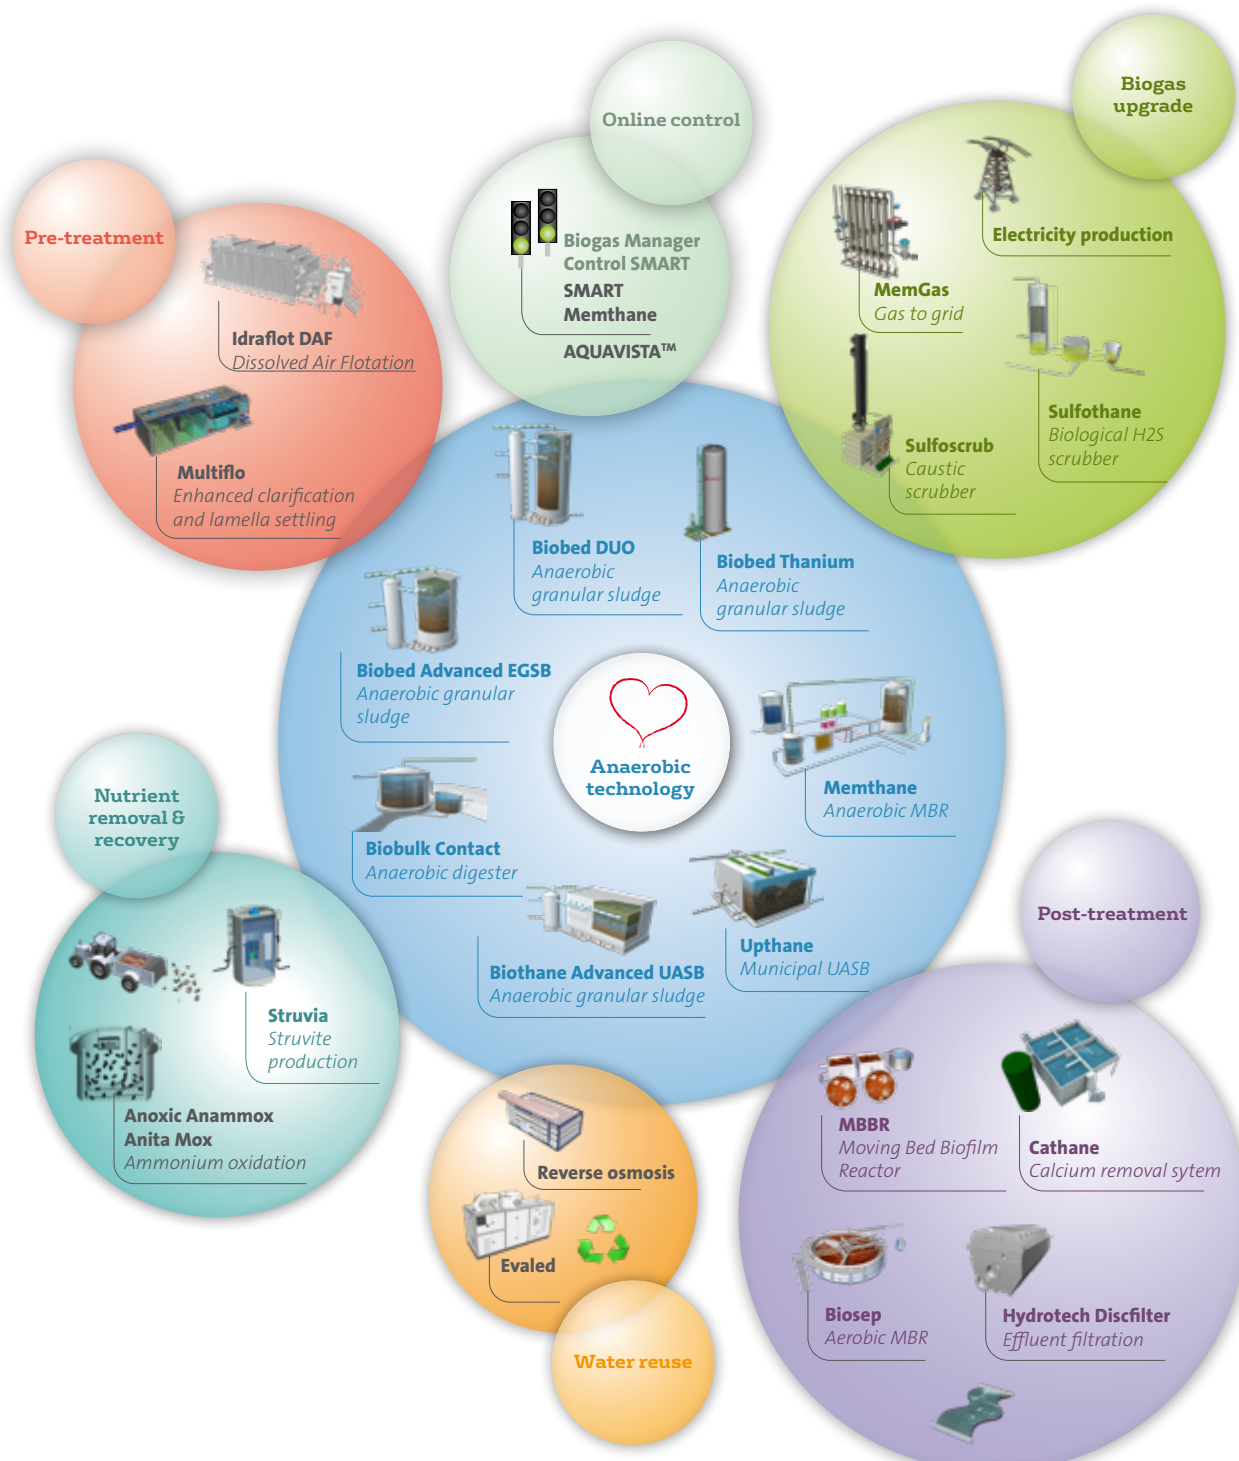 Biogas
upgrade
Online control
Pre-treatment
Electricity production
Biogas Manager
Control SMART
SMART
Memthane
AQUAVISTA™
MemGas
Gas to grid
Idraflot DAF
Dissolved Air Flotation
Sulfothane
Biological H2S
scrubber
Sulfoscrub
Caustic
scrubber
Multiflo
Enhanced clarification
and lamella settling
Biobed DUO
Anaerobic
granular sludge
Biobed Thanium
Anaerobic
granular sludge
Biobed Advanced EGSB
Anaerobic granular
sludge
Anaerobic
technology
Memthane
Anaerobic MBR
Biobulk Contact
Anaerobic digester
Nutrient
removal &
recovery
Post-treatment
Upthane
Municipal UASB
Biothane Advanced UASB
Anaerobic granular sludge
Struvia
Struvite
production
Anoxic Anammox
Anita Mox
Ammonium oxidation
MBBR
Moving Bed Biofilm
Reactor
Cathane
Calcium removal sytem
Reverse osmosis
Evaled
Biosep
Aerobic MBR
Hydrotech Discfilter
Effluent filtration
Water reuse